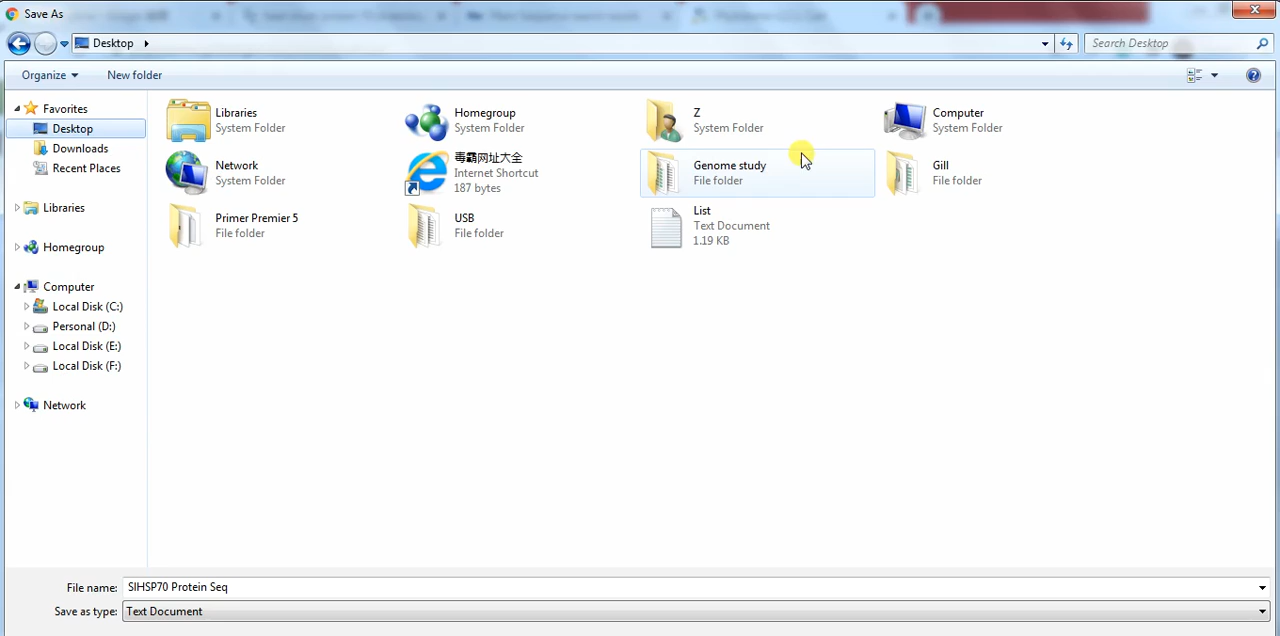 Save As
Desktop
Search Desktop
Organize
New folder
Favorites
Desktop
Downloads
Recent Places
Libraries
Homegroup
Computer
Local Disk (C:)
Personal (D:)
Local Disk (E:)
Local Disk (F:)
Network
Libraries
System Folder
Homegroup
System Folder
Z
System Folder
Computer
System Folder
Network
System Folder
毒霸网址大全
Internet Shortcut
187 bytes
Genome study
File folder
Gill
File folder
Primer Premier 5
File folder
USB
File folder
List
Text Document
1.19 KB
File name: SIHSP70 Protein Seq
Save as type: Text Document